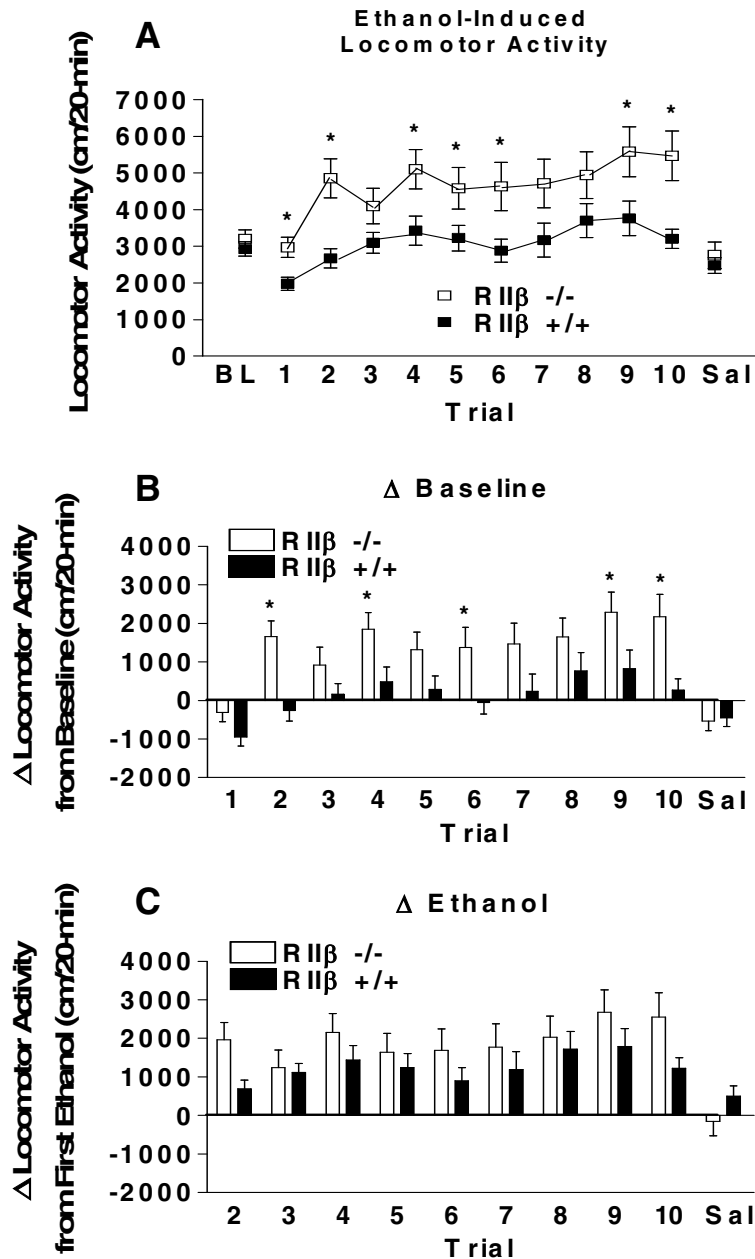 A
Ethanol-Induced
Locomotor Activity
Locomotor Activity (cm/20-min)
7000
6000
5000
4000
3000
2000
1000
0
* * * * * * *
RIIβ -/-
RIIβ +/+
BL 1 2 3 4 5 6 7 8 9 10 Sal
Trial
B
Δ Baseline
Δ Locomotor Activity
from Baseline (cm/20-min)
RIIβ -/-
RIIβ +/+
4000
3000
2000
1000
0
-1000
-2000
* * * * *
1 2 3 4 5 6 7 8 9 10 Sal
Trial
C
Δ Ethanol
Δ Locomotor Activity
from First Ethanol (cm/20-min)
RIIβ -/-
RIIβ +/+
4000
3000
2000
1000
0
-1000
-2000
2 3 4 5 6 7 8 9 10 Sal
Trial